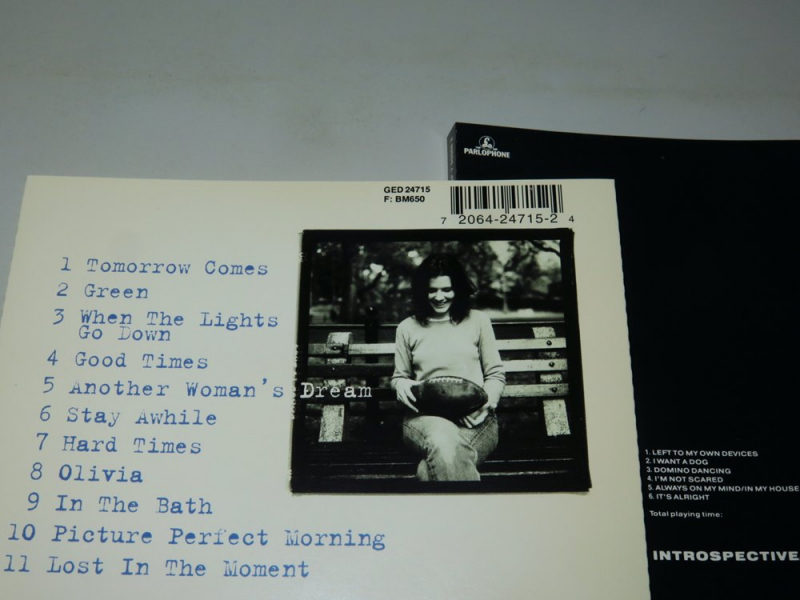 GED 24715
F: BM650
7 2064-24715-2 4
1 Tomorrow Comes
2 Green
3 When The Lights
Go Down
4 Good Times
5 Another Woman's Dream
6 Stay Awhile
7 Hard Times
8 Olivia
9 In The Bath
10 Picture Perfect Morning
11 Lost In The Moment
PARLOPHONE
1. LEFT TO MY OWN DEVICES
2. I WANT A DOG
3. DOMINO DANCING
4. I'M NOT SCARED
5. ALWAYS ON MY MIND/IN MY HOUSE
6. IT'S ALRIGHT
Total playing time:
INTROSPECTIVE